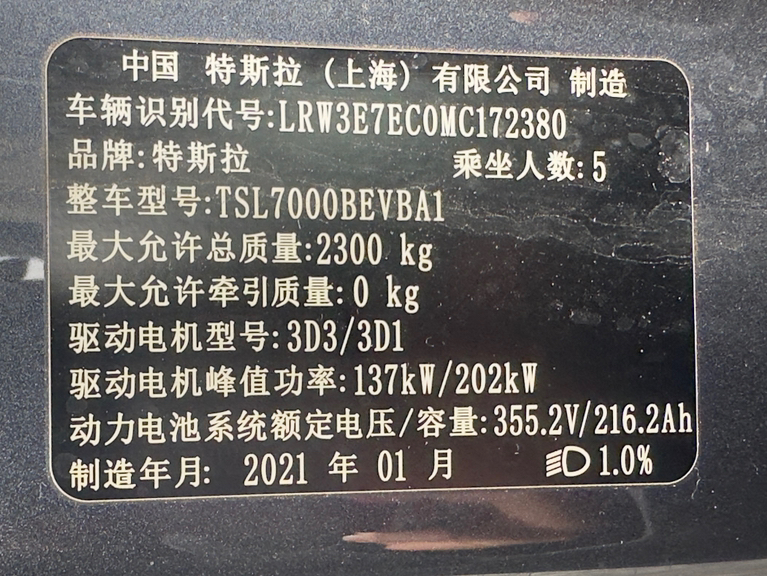 中国 特斯拉 (上海) 有限公司 制造
车辆识别代号:LRW3E7EC0MC172380
品牌:特斯拉 乘坐人数:5
整车型号:TSL7000BEVBA1
最大允许总质量:2300 kg
最大允许牵引质量:0 kg
驱动电机型号:3D3/3D1
驱动电机峰值功率:137kW/202kW
动力电池系统额定电压/容量:355.2V/216.2Ah
制造年月: 2021 年 01 月 1.0%